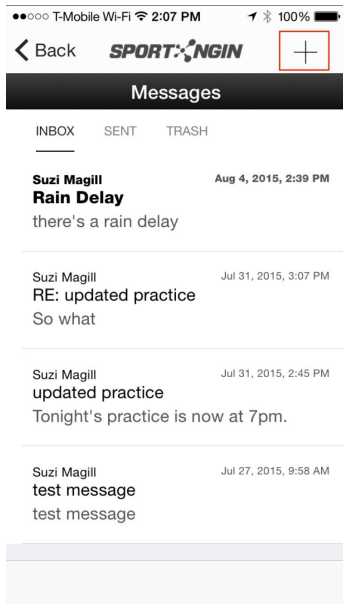 T-Mobile Wi-Fi 2:07 PM 100%
Back SPORT NGIN
Messages
INBOX SENT TRASH
Suzi Magill Aug 4, 2015, 2:39 PM
Rain Delay
there's a rain delay
Suzi Magill Jul 31, 2015, 3:07 PM
RE: updated practice
So what
Suzi Magill Jul 31, 2015, 2:45 PM
updated practice
Tonight's practice is now at 7pm.
Suzi Magill Jul 27, 2015, 9:58 AM
test message
test message